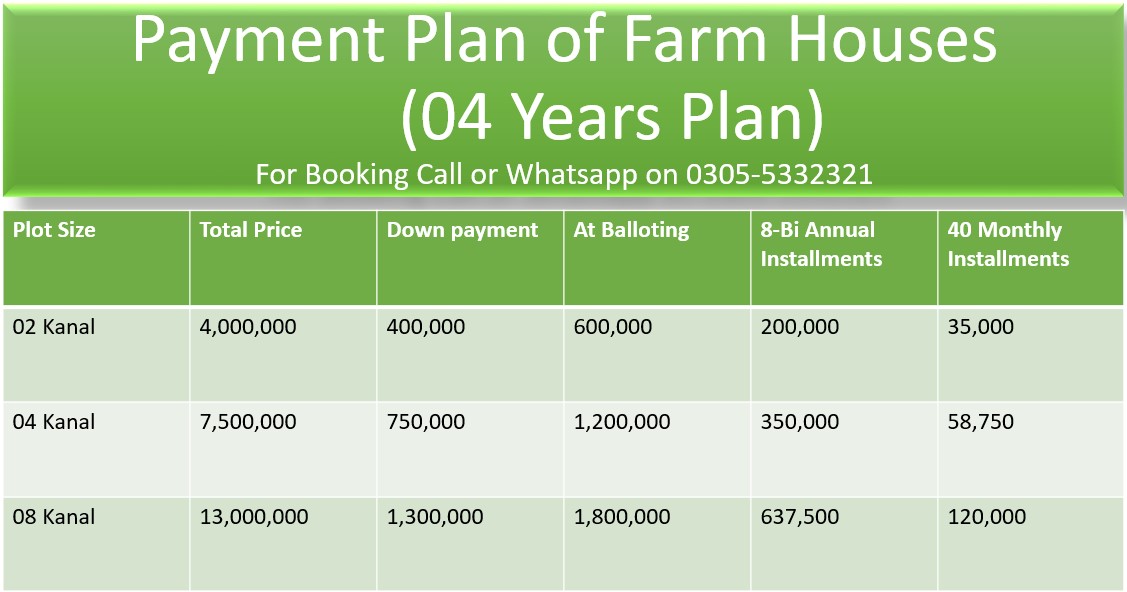 Payment Plan of Farm Houses
(04 Years Plan)
For Booking Call or Whatsapp on 0305-5332321
Plot Size Total Price Down payment At Balloting 8-Bi Annual Installments 40 Monthly Installments
02 Kanal 4,000,000 400,000 600,000 200,000 35,000
04 Kanal 7,500,000 750,000 1,200,000 350,000 58,750
08 Kanal 13,000,000 1,300,000 1,800,000 637,500 120,000